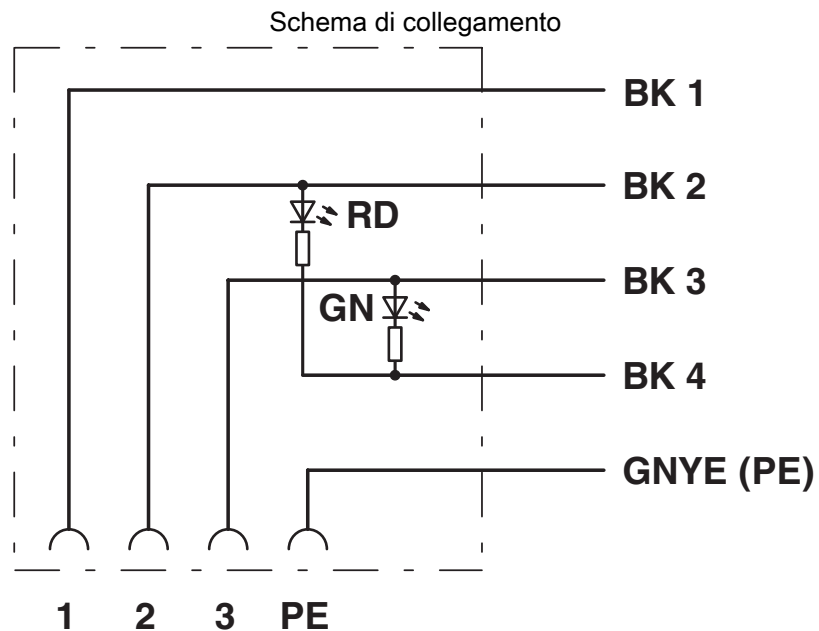 Schema di collegamento
BK 1
BK 2
RD
BK 3
GN
BK 4
GNYE (PE)
1 2 3 PE